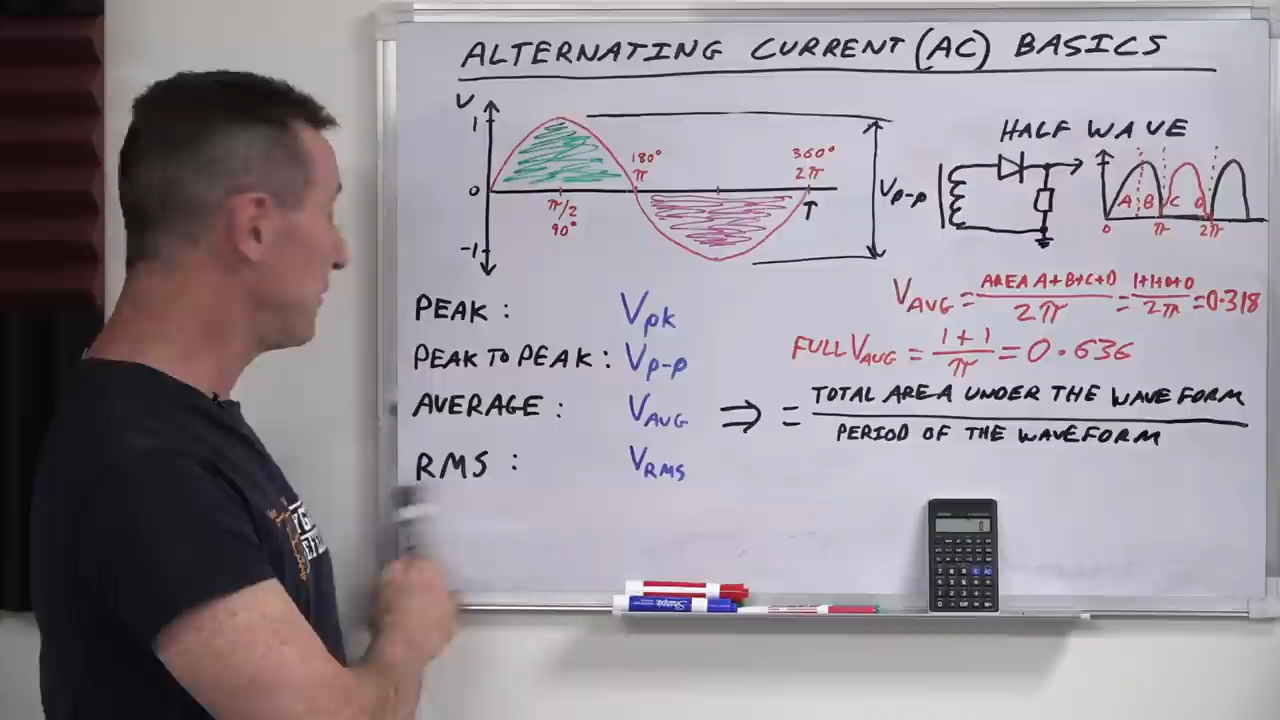 ALTERNATING CURRENT (AC) BASICS
V
1
0
-1
π/2
90°
180°
π
360°
2π
T
Vp-p
HALF WAVE
A B C D
0 π 2π
VAVG = AREA A+B+C+D / 2π = 1+1+0+0 / 2π = 0.318
FULL VAVG = 1+1 / π = 0.636
PEAK : Vpk
PEAK TO PEAK : Vp-p
AVERAGE : VAVG ⇒ = TOTAL AREA UNDER THE WAVEFORM
PERIOD OF THE WAVEFORM
RMS : VRMS
Sharpie